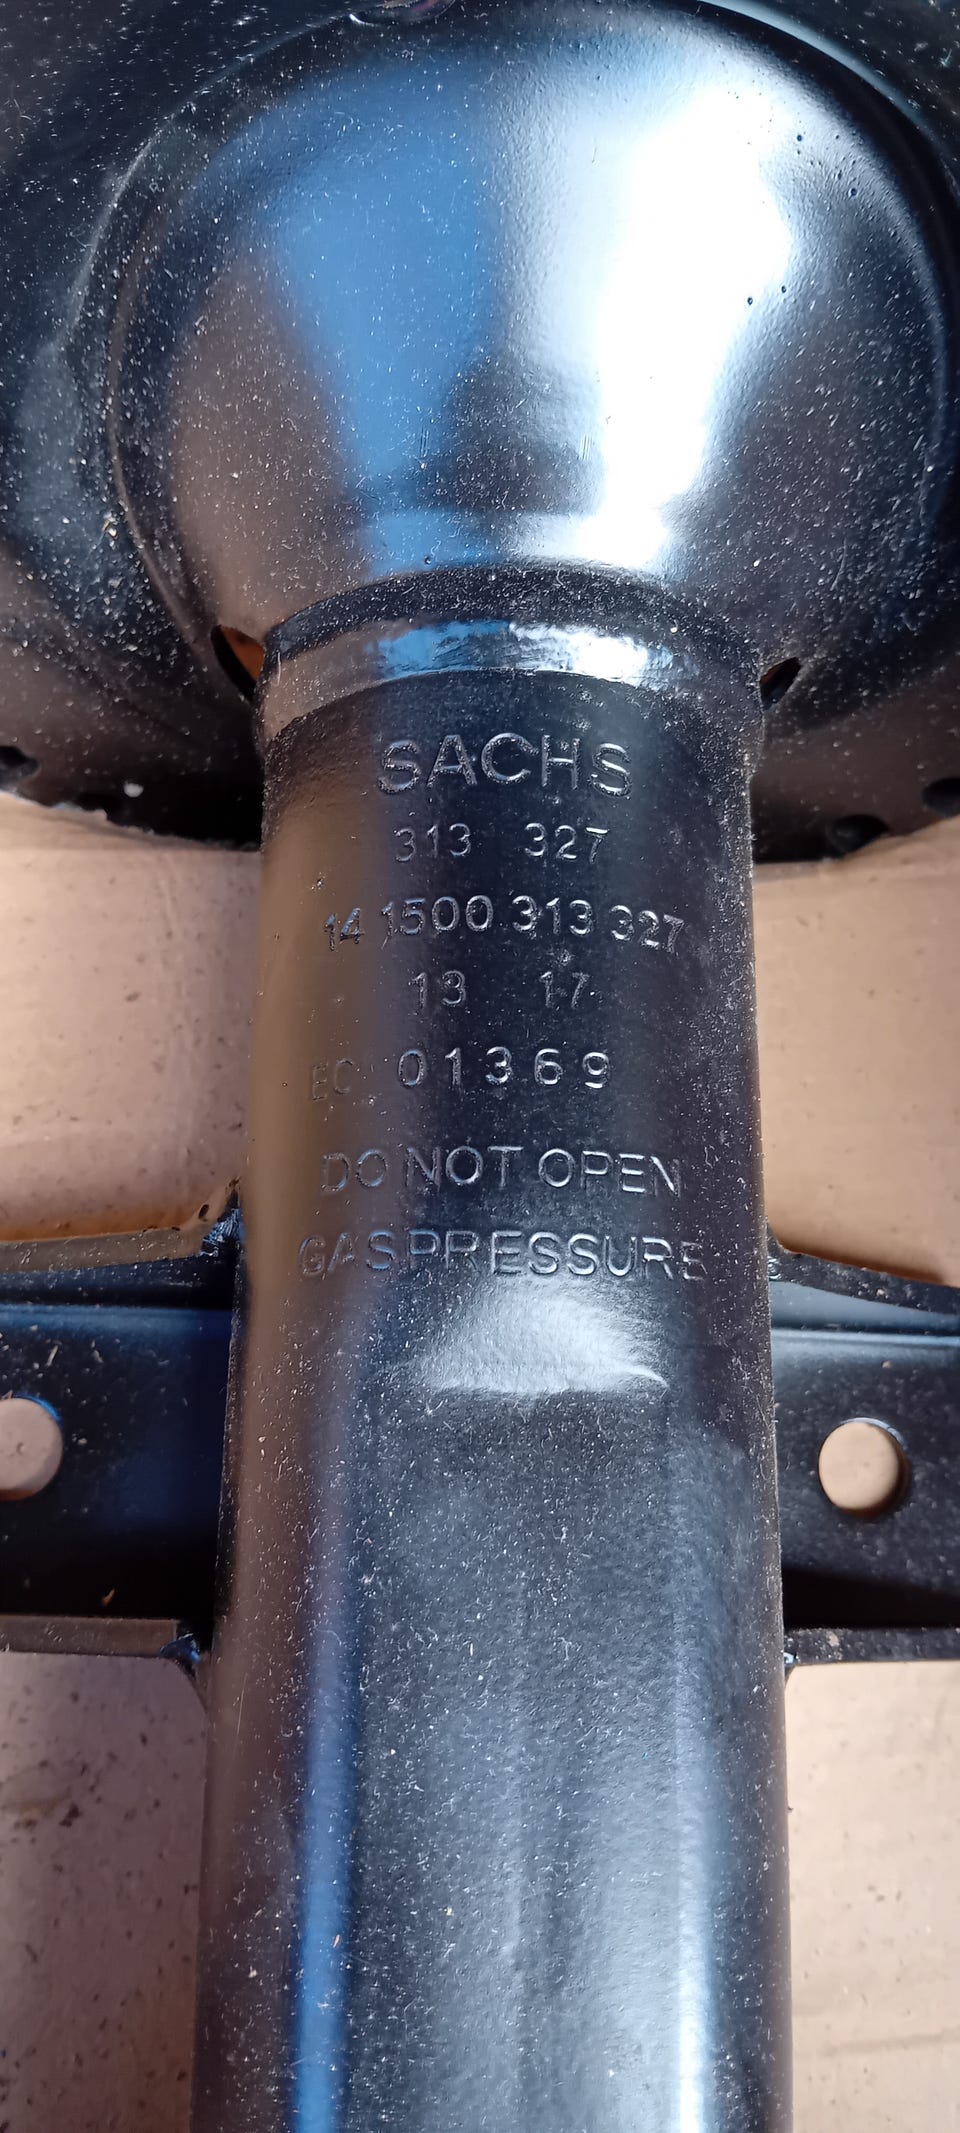 SACHS
313 327
14 1500 313 327
13 17
EC 01369
DO NOT OPEN
GASPRESSURE